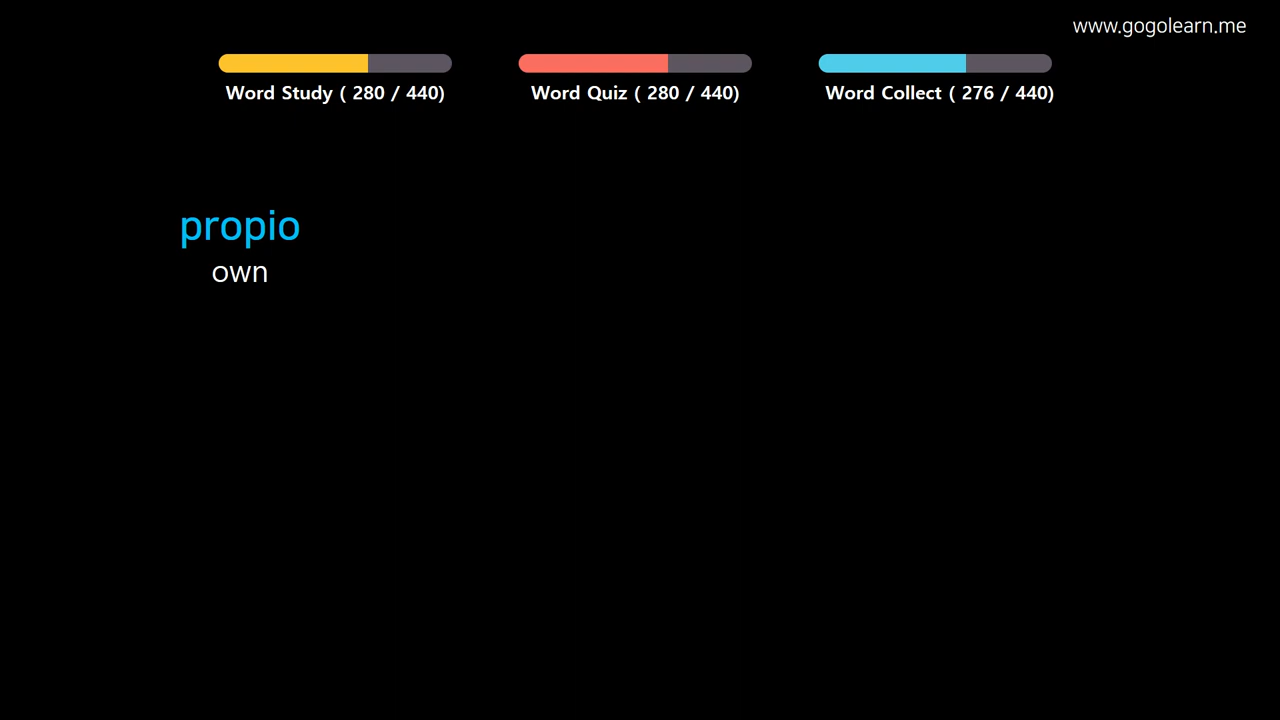 www.gogolearn.me
Word Study ( 280 / 440)
Word Quiz ( 280 / 440)
Word Collect ( 276 / 440)
propio
own